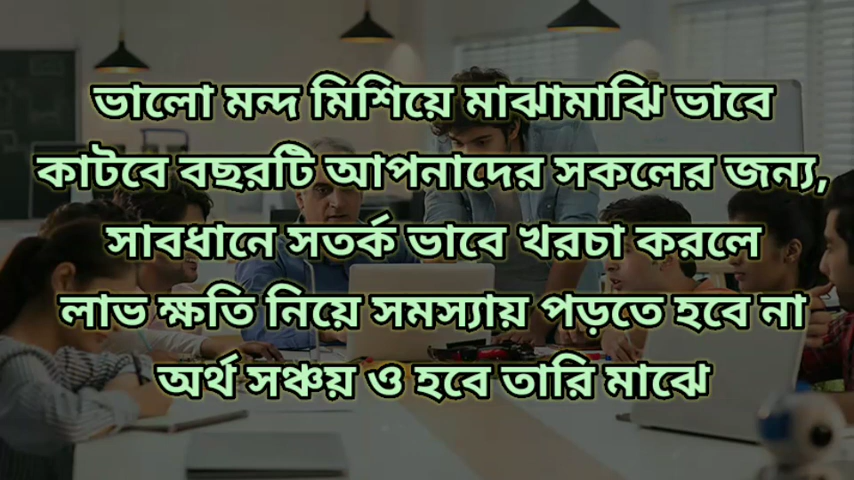 ভালো মন্দ মিশিয়ে মাঝামাঝি ভাবে
কাটবে বছরটি আপনাদের সকলের জন্য,
সাবধানে সতর্ক ভাবে খরচা করলে
লাভ ক্ষতি নিয়ে সমস্যায় পড়তে হবে না
অর্থ সঞ্চয় ও হবে তারি মাঝে